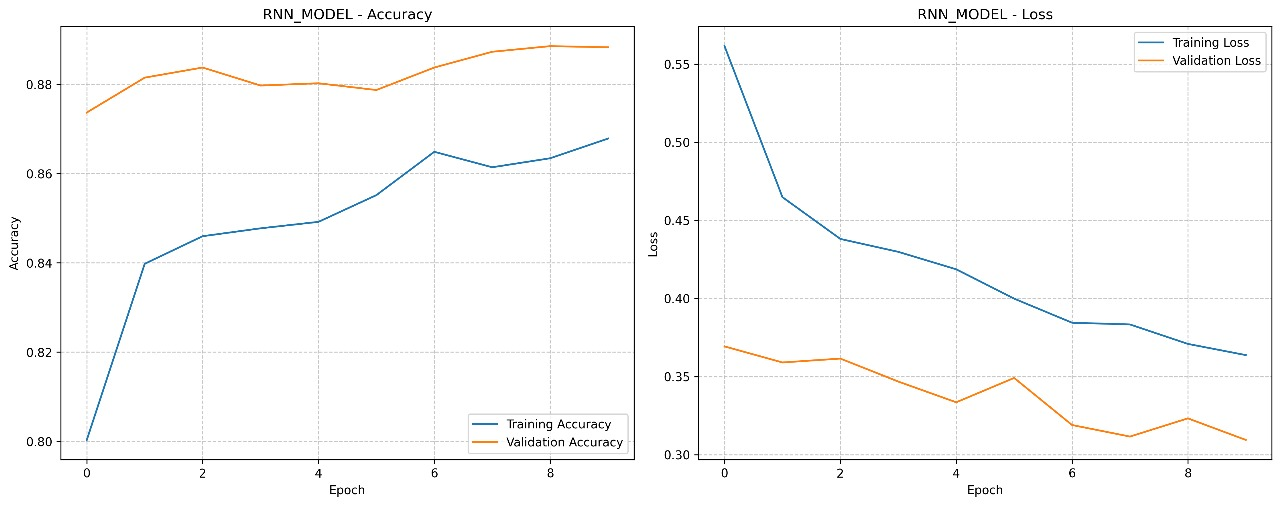 RNN_MODEL - Accuracy
Accuracy
0.88
0.86
0.84
0.82
0.80
0 2 4 6 8
Epoch
Training Accuracy
Validation Accuracy
RNN_MODEL - Loss
Loss
0.55
0.50
0.45
0.40
0.35
0.30
0 2 4 6 8
Epoch
Training Loss
Validation Loss